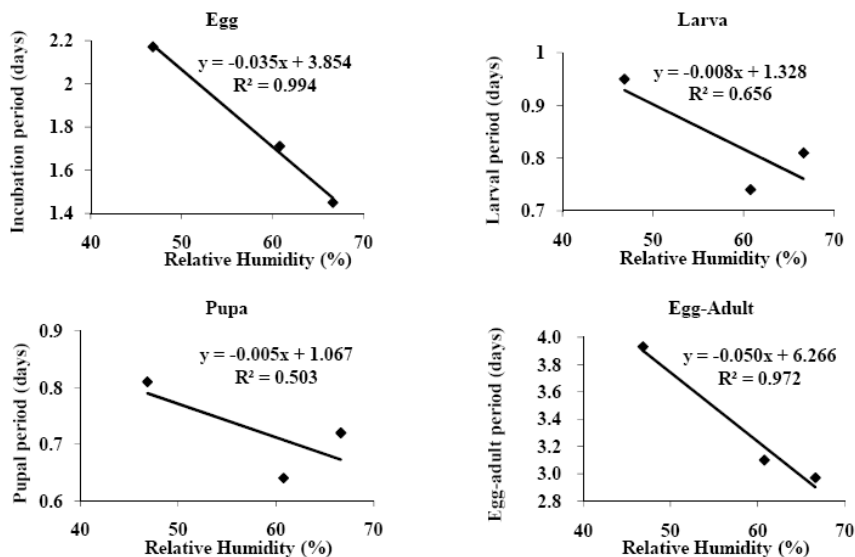 Egg
Incubation period (days)
2.2
2
1.8
1.6
1.4
y = -0.035x + 3.854
R² = 0.994
40 50 60 70
Relative Humidity (%)
Larva
Larval period (days)
1
0.9
0.8
0.7
y = -0.008x + 1.328
R² = 0.656
40 50 60 70
Relative Humidity (%)
Pupa
Pupal period (days)
0.9
0.8
0.7
0.6
y = -0.005x + 1.067
R² = 0.503
40 50 60 70
Relative Humidity (%)
Egg-Adult
Egg-adult period (days)
4.0
3.8
3.6
3.4
3.2
3.0
2.8
y = -0.050x + 6.266
R² = 0.972
40 50 60 70
Relative Humidity (%)